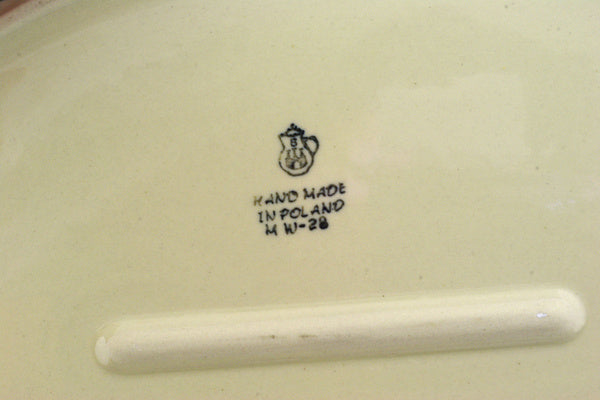 B
HAND MADE
IN POLAND
M W-28